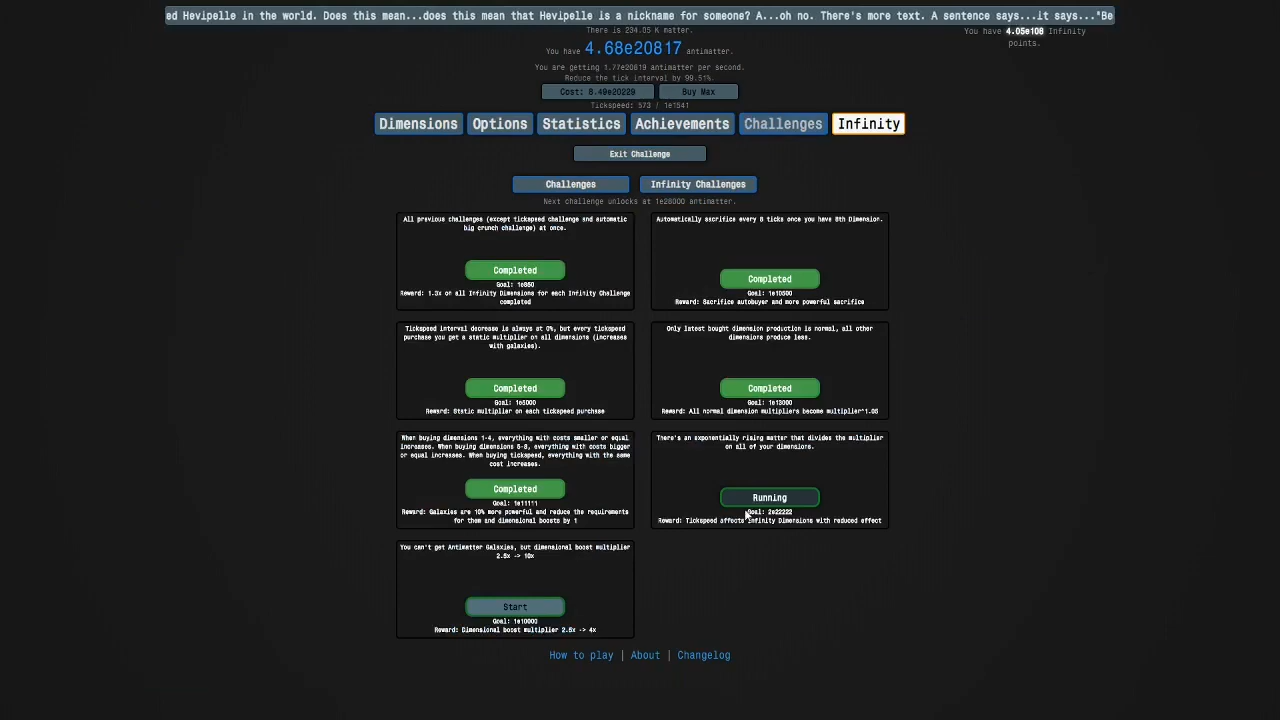 ed Hevipelle in the world. Does this mean...does this mean that Hevipelle is a nickname for someone? A...oh no. There's more text. A sentence says...it says..."Be
There is 234.05 K matter.
You have 4.05e108 Infinity
points.
You have 4.68e20817 antimatter.
You are getting 1.77e20819 antimatter per second.
Reduce the tick interval by 99.51%.
Cost: 8.49e20229
Buy Max
Tickspeed: 573 / 1e1541
Dimensions
Options
Statistics
Achievements
Challenges
Infinity
Exit Challenge
Challenges
Infinity Challenges
Next challenge unlocks at 1e28000 antimatter.
All previous challenges (except tickspeed challenge and automatic
big crunch challenge) at once.
Completed
Goal: 1e850
Reward: 1.3x on all Infinity Dimensions for each Infinity Challenge
completed
Automatically sacrifice every 8 ticks once you have 8th Dimension.
Completed
Goal: 1e10500
Reward: Sacrifice autobuyer and more powerful sacrifice
Tickspeed interval decrease is always at 0%, but every tickspeed
purchase you get a static multiplier on all dimensions (increases
with galaxies).
Completed
Goal: 1e5000
Reward: Static multiplier on each tickspeed purchase
Only latest bought dimension production is normal, all other
dimensions produce less.
Completed
Goal: 1e13000
Reward: All normal dimension multipliers become multiplier^1.05
When buying dimensions 1-4, everything with costs smaller or equal
increases. When buying dimensions 5-8, everything with costs bigger
or equal increases. When buying tickspeed, everything with the same
cost increases.
Completed
Goal: 1e11111
Reward: Galaxies are 10% more powerful and reduce the requirements
for them and dimensional boosts by 1
There's an exponentially rising matter that divides the multiplier
on all of your dimensions.
Running
Goal: 2e22222
Reward: Tickspeed affects Infinity Dimensions with reduced effect
You can't get Antimatter Galaxies, but dimensional boost multiplier
2.5x -> 10x
Start
Goal: 1e10000
Reward: Dimensional boost multiplier 2.5x -> 4x
How to play | About | Changelog